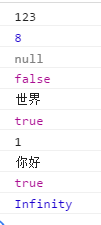 123
8
null
false
世界
true
1
你好
true
Infinity